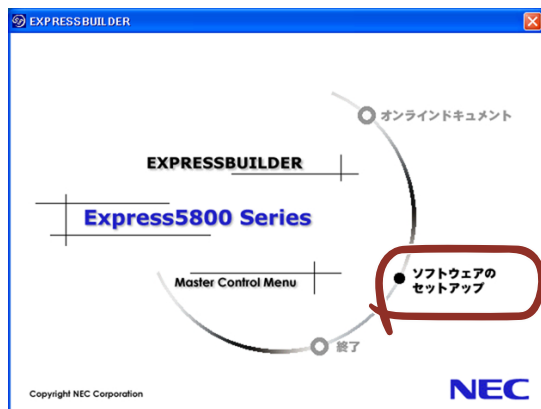 EXPRESSBUILDER
オンラインドキュメント
EXPRESSBUILDER
Express5800 Series
ソフトウェアの
セットアップ
Master Control Menu
終了
Copyright NEC Corporation
NEC